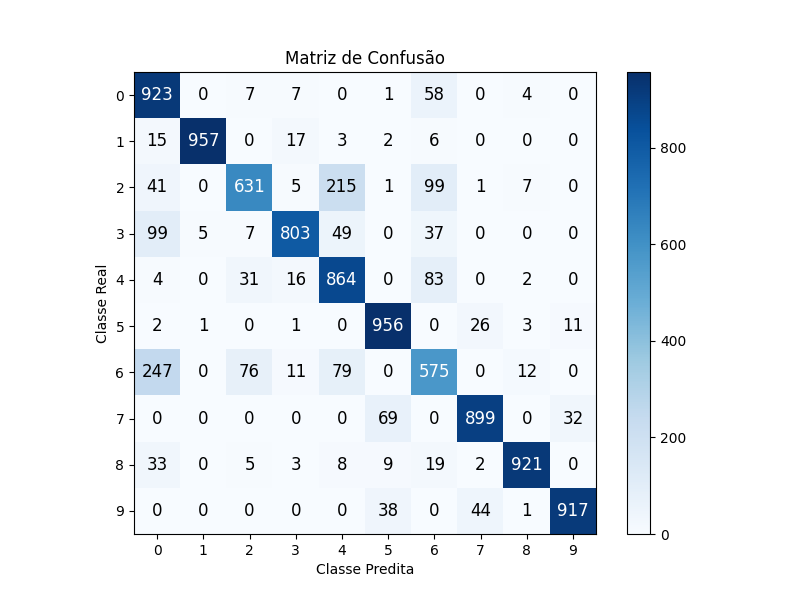 Matriz de Confusão
0 923 0 7 7 0 1 58 0 4 0
1 15 957 0 17 3 2 6 0 0 0
2 41 0 631 5 215 1 99 1 7 0
3 99 5 7 803 49 0 37 0 0 0
4 4 0 31 16 864 0 83 0 2 0
5 2 1 0 1 0 956 0 26 3 11
6 247 0 76 11 79 0 575 0 12 0
7 0 0 0 0 0 69 0 899 0 32
8 33 0 5 3 8 9 19 2 921 0
9 0 0 0 0 0 38 0 44 1 917
0 1 2 3 4 5 6 7 8 9
Classe Predita
Classe Real
800
600
400
200
0